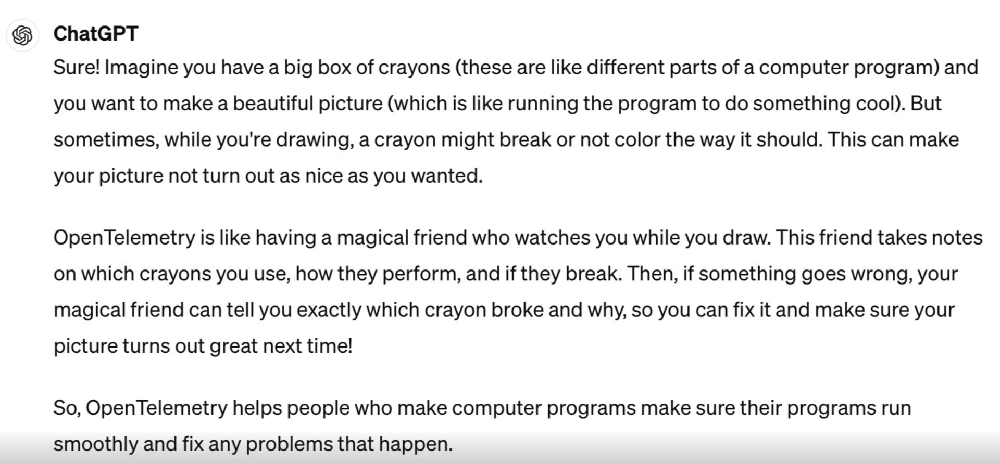 ChatGPT
Sure! Imagine you have a big box of crayons (these are like different parts of a computer program) and
you want to make a beautiful picture (which is like running the program to do something cool). But
sometimes, while you're drawing, a crayon might break or not color the way it should. This can make
your picture not turn out as nice as you wanted.
OpenTelemetry is like having a magical friend who watches you while you draw. This friend takes notes
on which crayons you use, how they perform, and if they break. Then, if something goes wrong, your
magical friend can tell you exactly which crayon broke and why, so you can fix it and make sure your
picture turns out great next time!
So, OpenTelemetry helps people who make computer programs make sure their programs run
smoothly and fix any problems that happen.